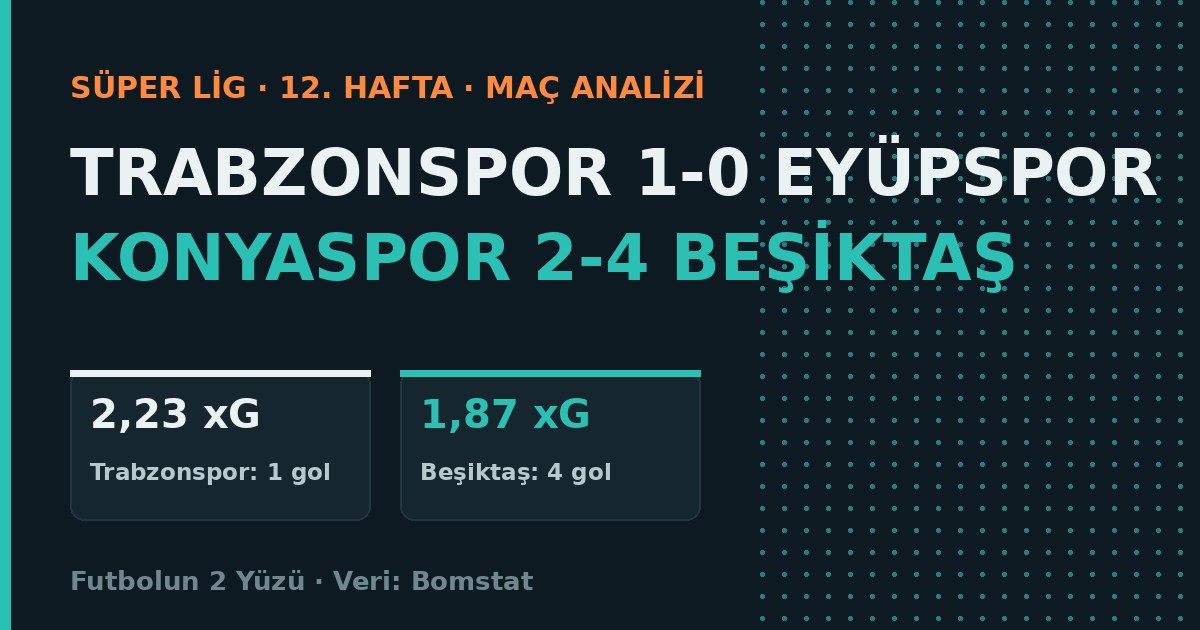 SÜPER LİG · 12. HAFTA · MAÇ ANALİZİ
TRABZONSPOR 1-0 EYÜPSPOR
KONYASPOR 2-4 BEŞİKTAŞ
2,23 xG
Trabzonspor: 1 gol
1,87 xG
Beşiktaş: 4 gol
Futbolun 2 Yüzü · Veri: Bomstat